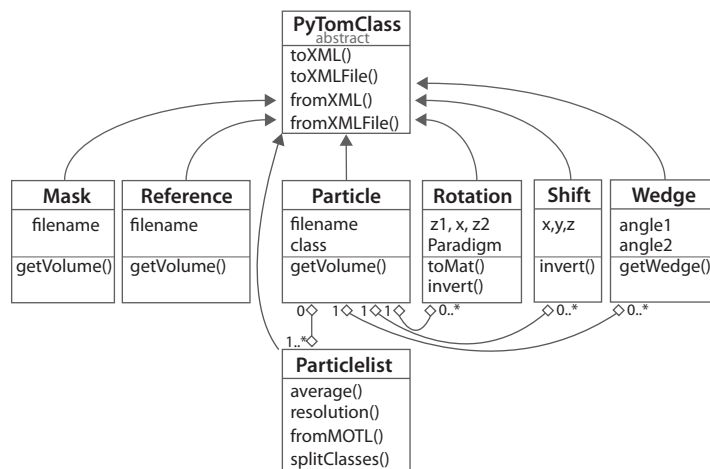 PyTomClass
abstract
toXML()
toXMLFile()
fromXML()
fromXMLFile()
Mask
filename
getVolume()
Reference
filename
getVolume()
Particle
filename
class
getVolume()
Rotation
z1, x, z2
Paradigm
toMat()
invert()
Shift
x,y,z
invert()
Wedge
angle1
angle2
getWedge()
0
1
1
1
0..*
0..*
0..*
1..*
Particlelist
average()
resolution()
fromMOTL()
splitClasses()